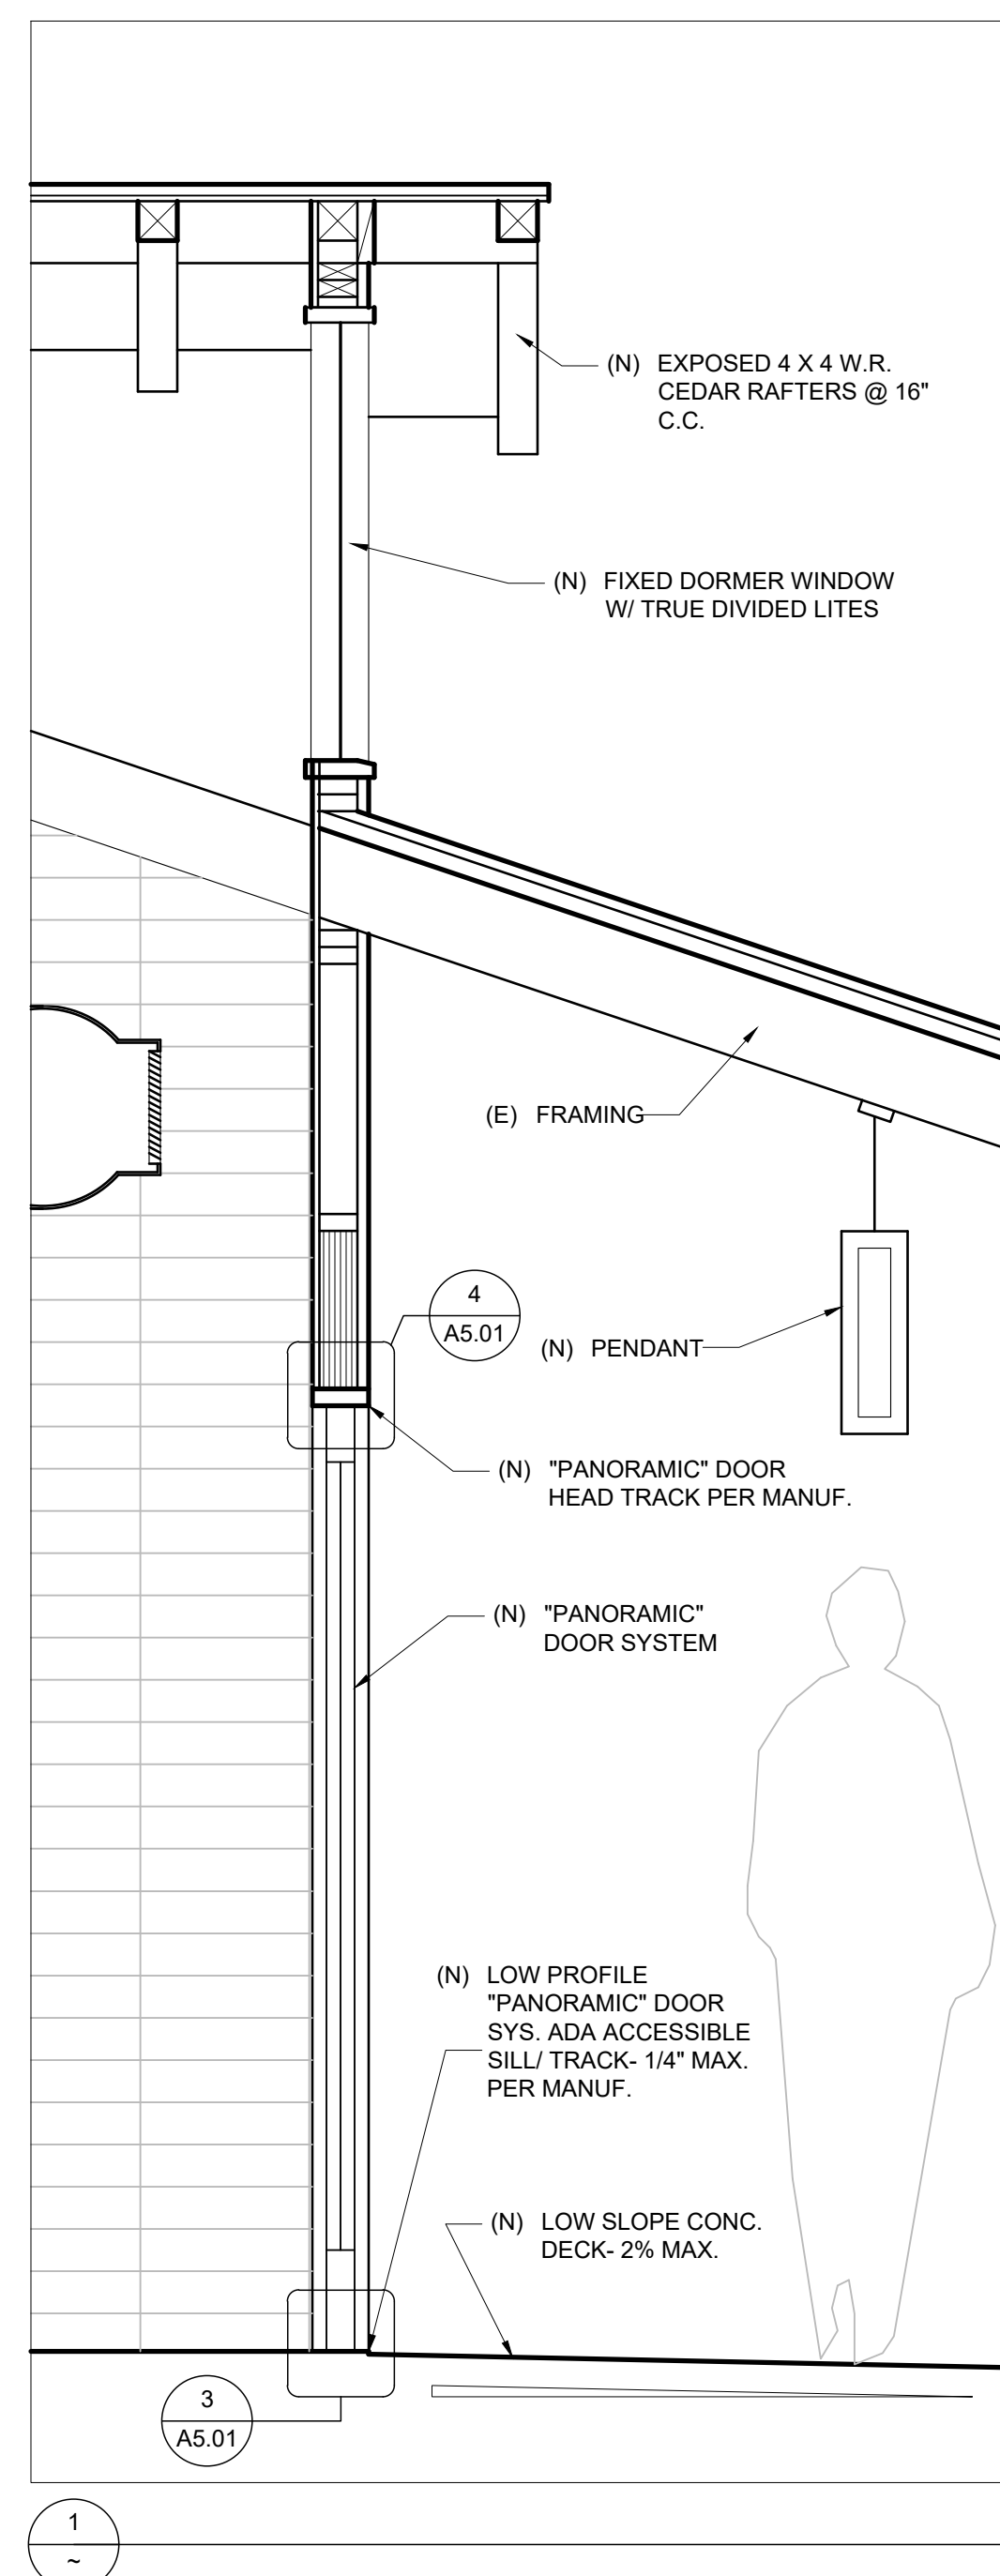 (N) EXPOSED 4 X 4 W.R.
CEDAR RAFTERS @ 16"
C.C.
(N) FIXED DORMER WINDOW
W/ TRUE DIVIDED LITES
(E) FRAMING
4
A5.01
(N) PENDANT
(N) "PANORAMIC" DOOR
HEAD TRACK PER MANUF.
(N) "PANORAMIC"
DOOR SYSTEM
(N) LOW PROFILE
"PANORAMIC" DOOR
SYS. ADA ACCESSIBLE
SILL/ TRACK- 1/4" MAX.
PER MANUF.
(N) LOW SLOPE CONC.
DECK- 2% MAX.
3
A5.01
1
~